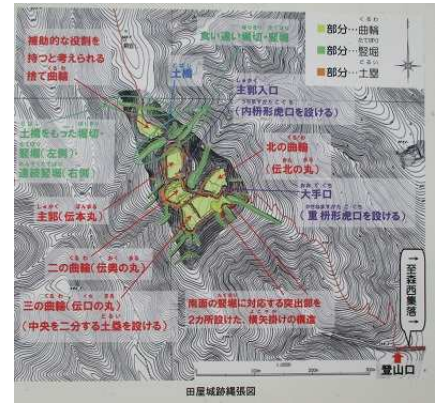 補助的な役割を
持つと考えられる
捨て曲輪
食い違い堀切・竪堀
土橋
部分…曲輪
部分…竪堀
部分…土塁
主郭入口
(内枡形虎口を設ける)
土橋をもった堀切・
竪堀(左側)・
連続竪堀(右側)
北の曲輪
(伝北の丸)
大手口
(重枡形虎口を設ける)
主郭(伝本丸)
二の曲輪(伝奥の丸)
三の曲輪(伝口の丸)
(中央を二分する土塁を設ける)
南面の竪堀に対応する突出部を
2カ所設けた、横矢掛けの構造
至森西集落
登山口
田屋城跡縄張図